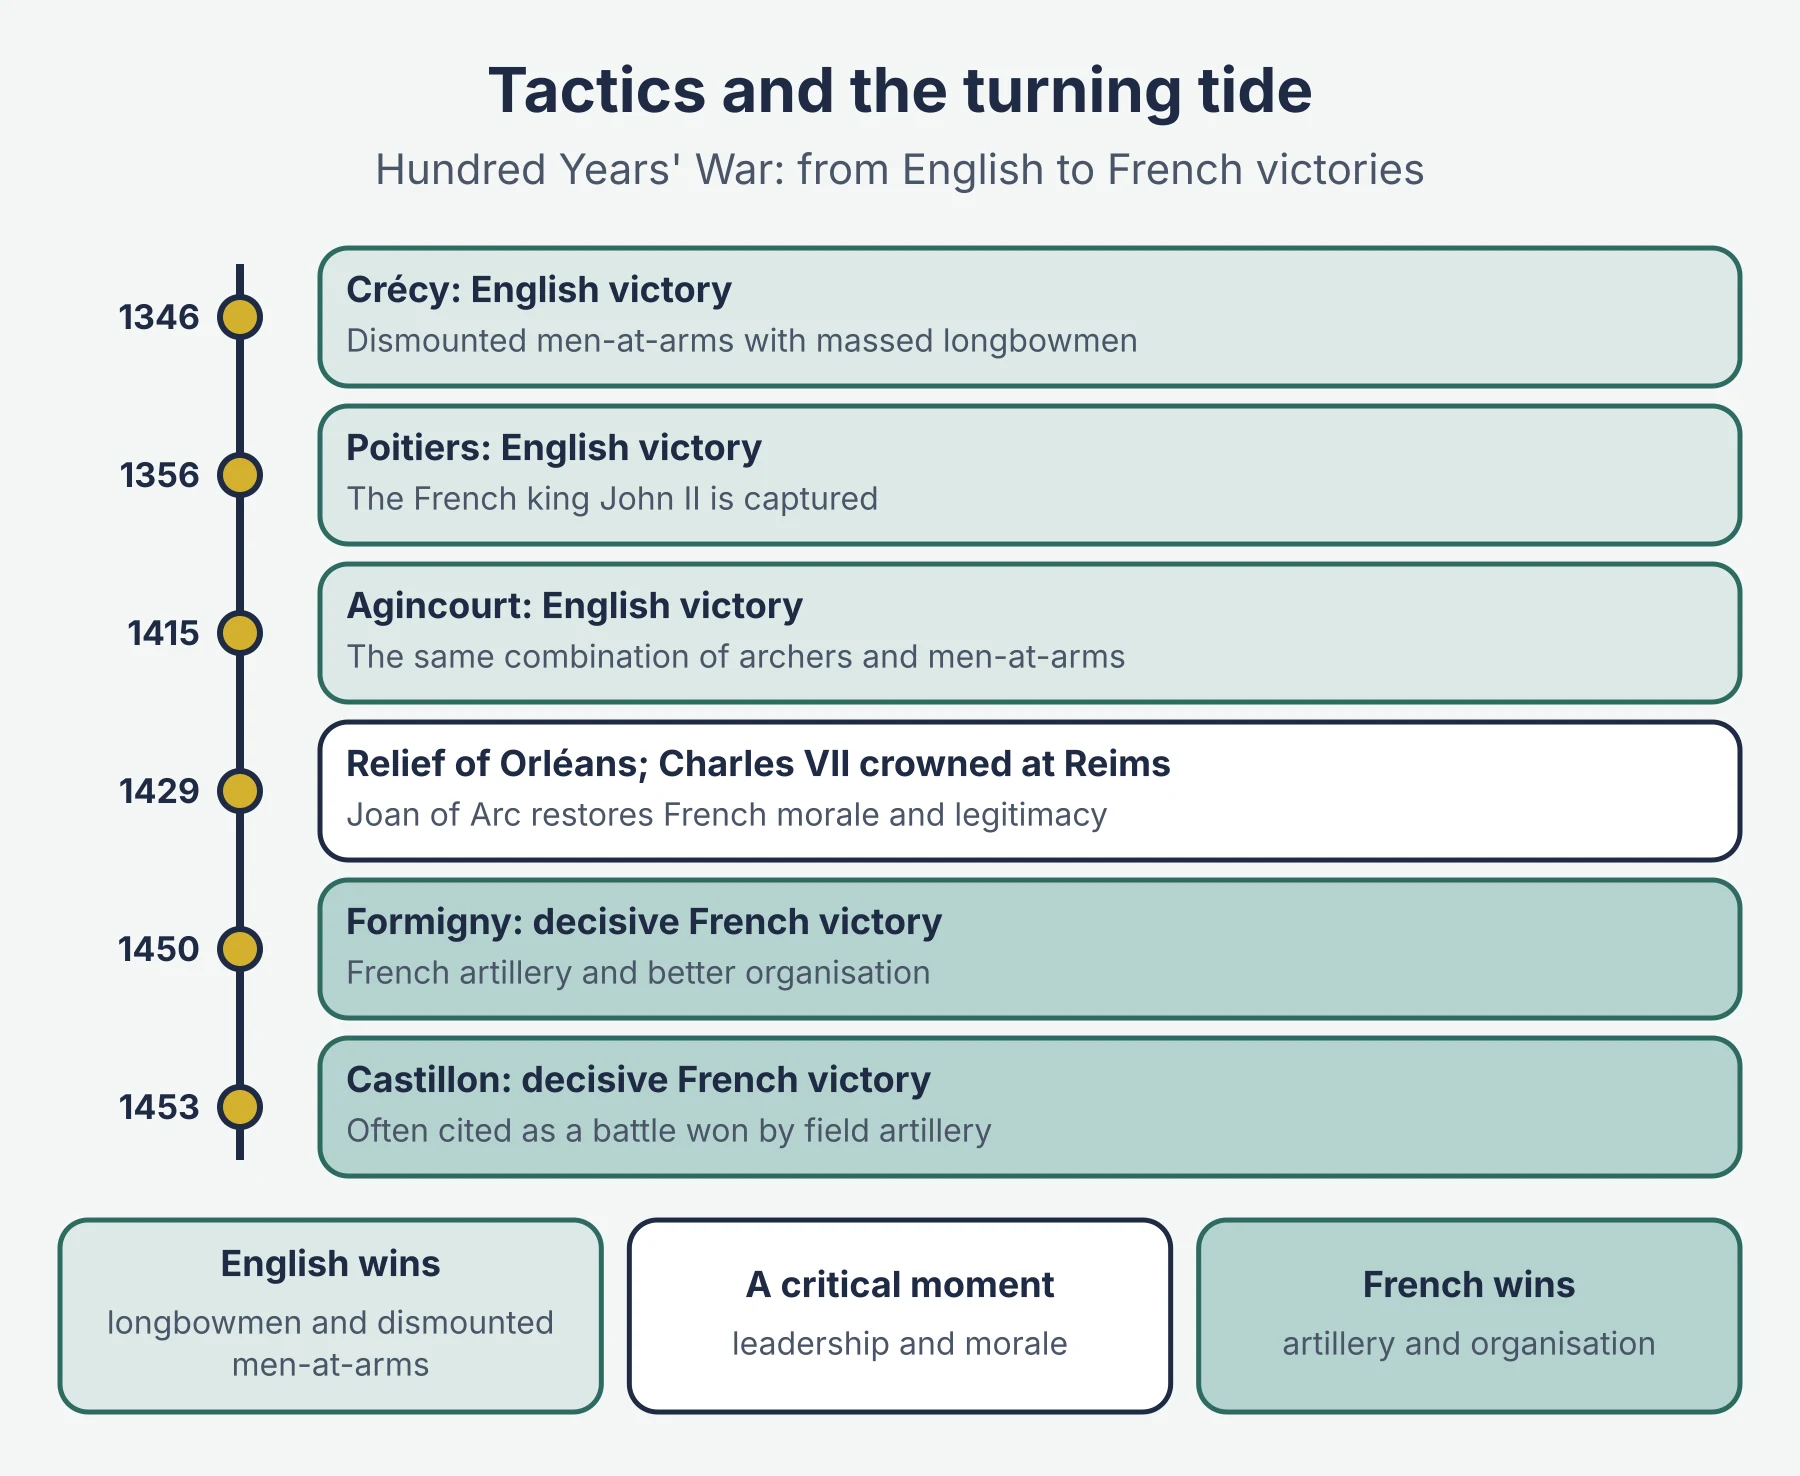 Tactics and the turning tide
Hundred Years' War: from English to French victories
1346
Crécy: English victory
Dismounted men-at-arms with massed longbowmen
1356
Poitiers: English victory
The French king John II is captured
1415
Agincourt: English victory
The same combination of archers and men-at-arms
1429
Relief of Orléans; Charles VII crowned at Reims
Joan of Arc restores French morale and legitimacy
1450
Formigny: decisive French victory
French artillery and better organisation
1453
Castillon: decisive French victory
Often cited as a battle won by field artillery
English wins
longbowmen and dismounted
men-at-arms
A critical moment
leadership and morale
French wins
artillery and organisation